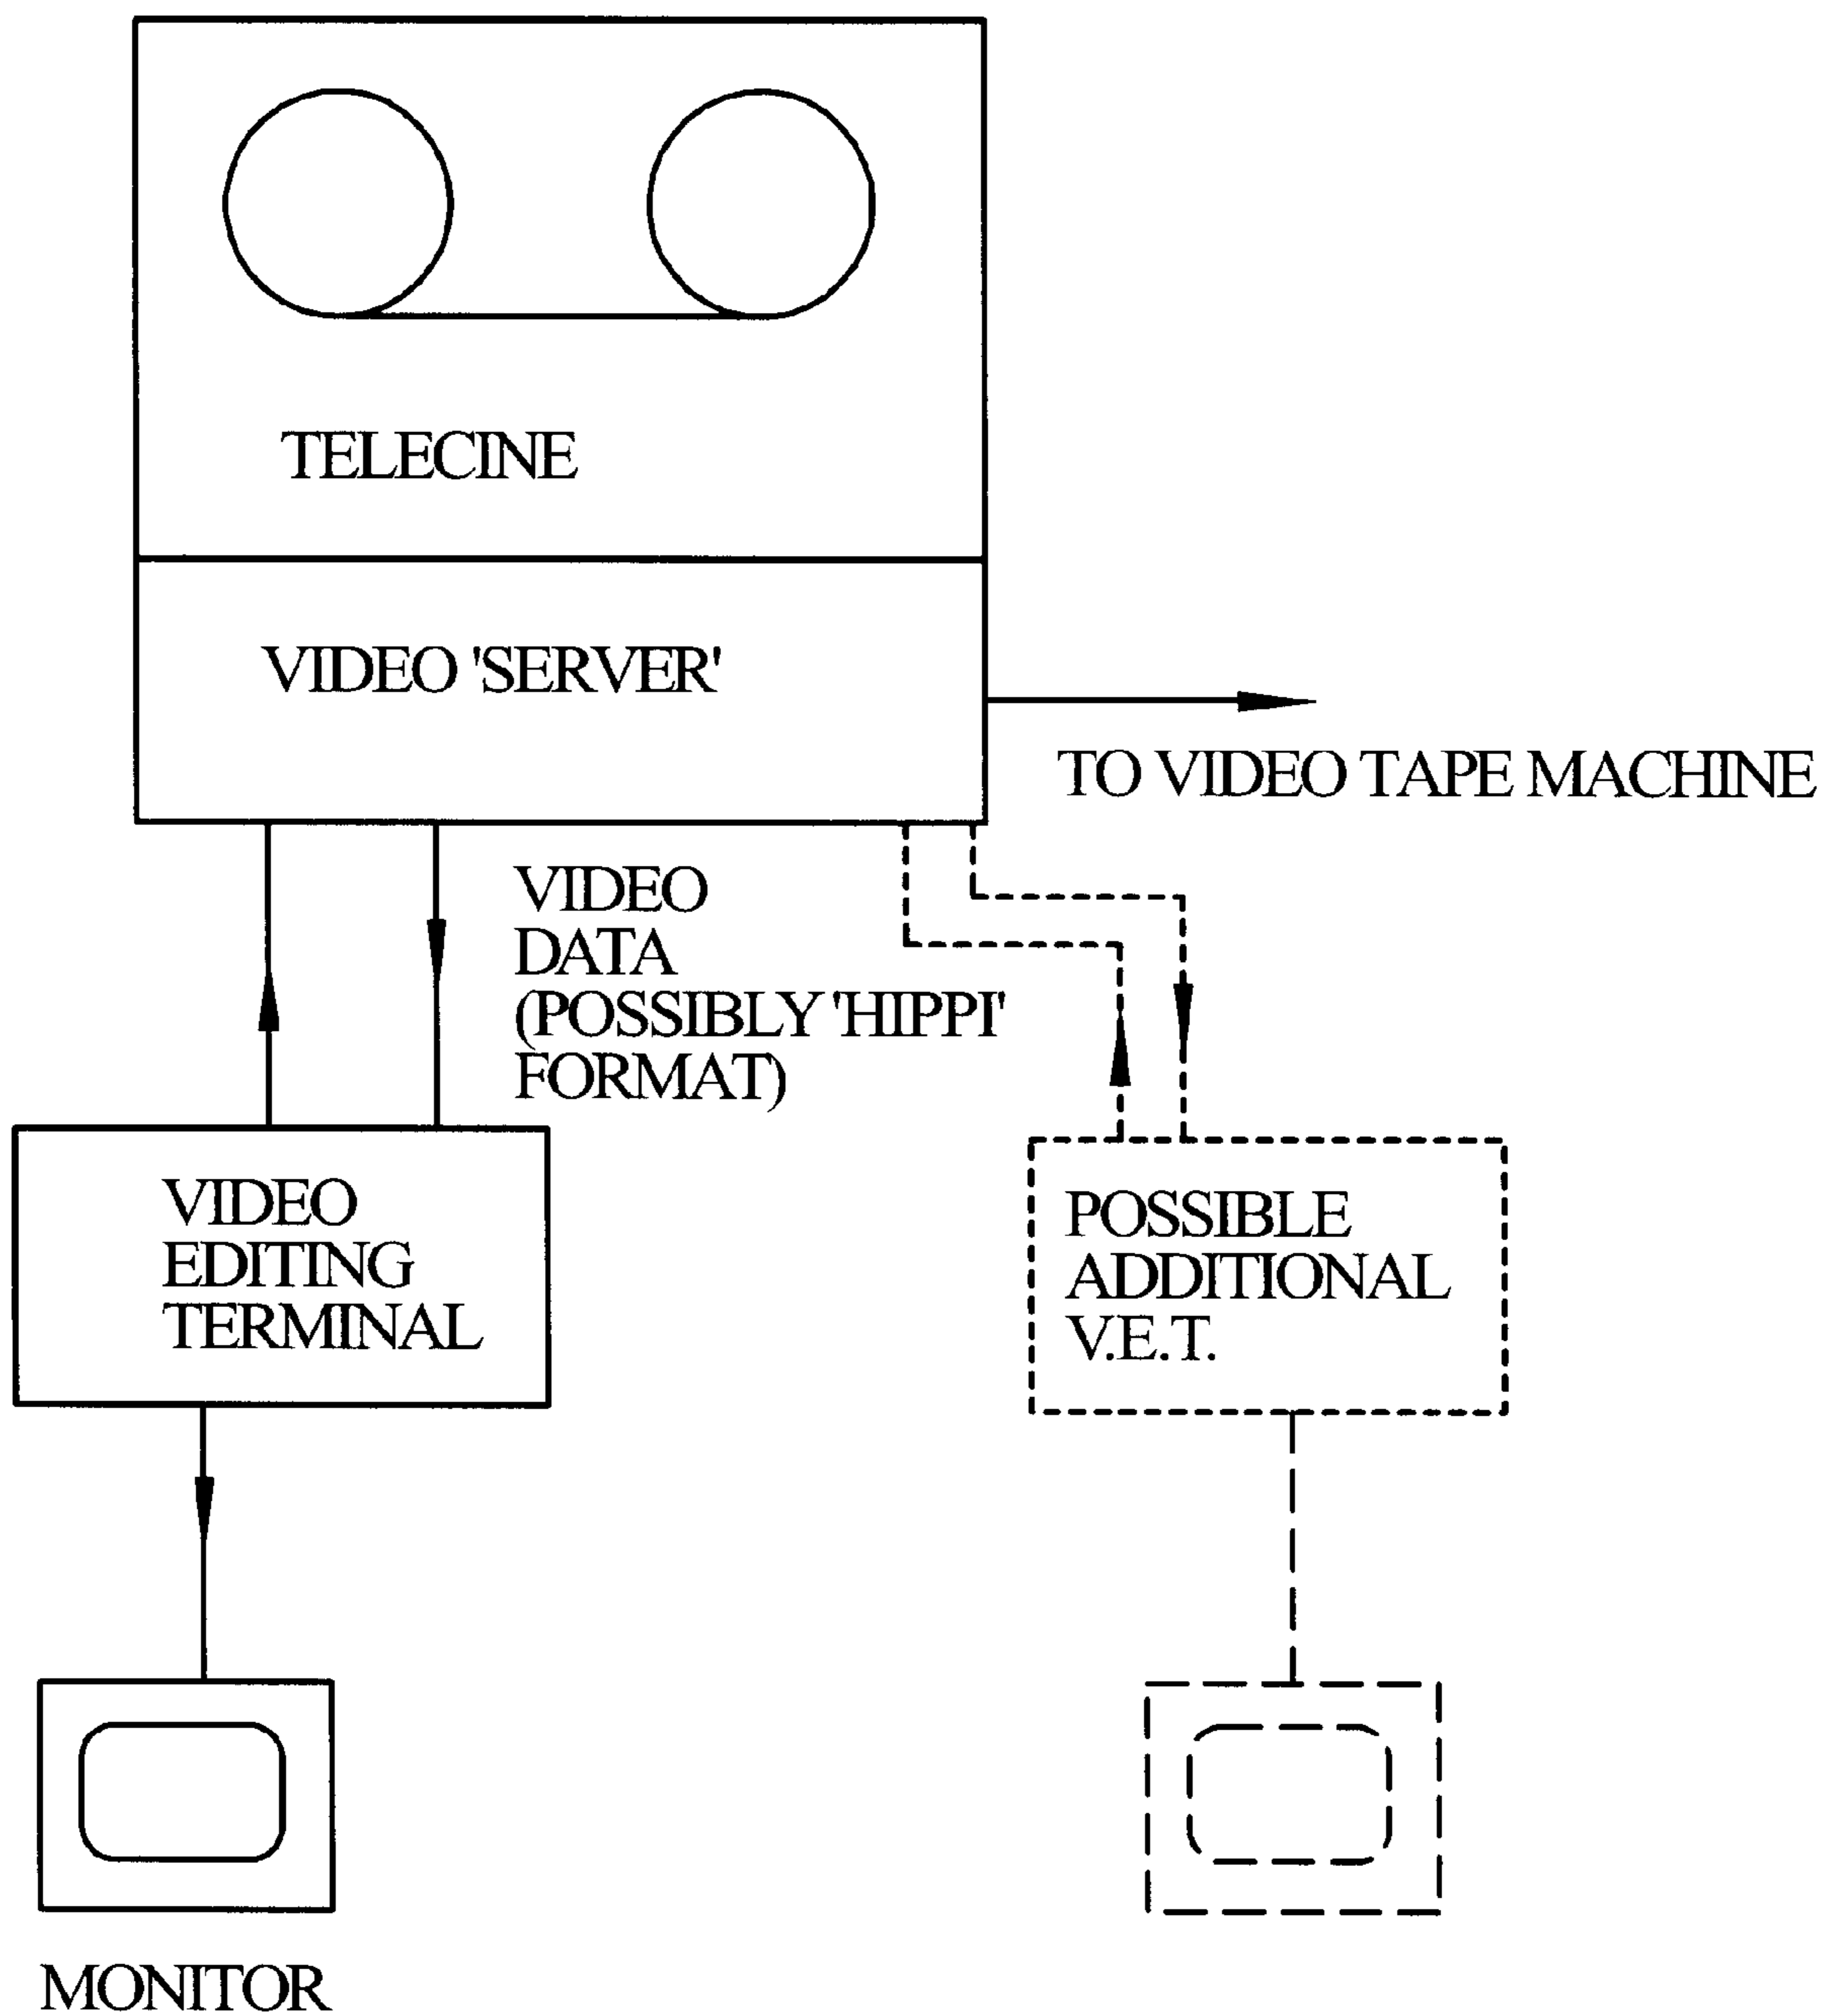 TELECINE
VIDEO 'SERVER'
TO VIDEO TAPE MACHINE
VIDEO
DATA
(POSSIBLY 'HIPPI'
FORMAT)
VIDEO
EDITING
TERMINAL
POSSIBLE
ADDITIONAL
V.E.T.
MONITOR